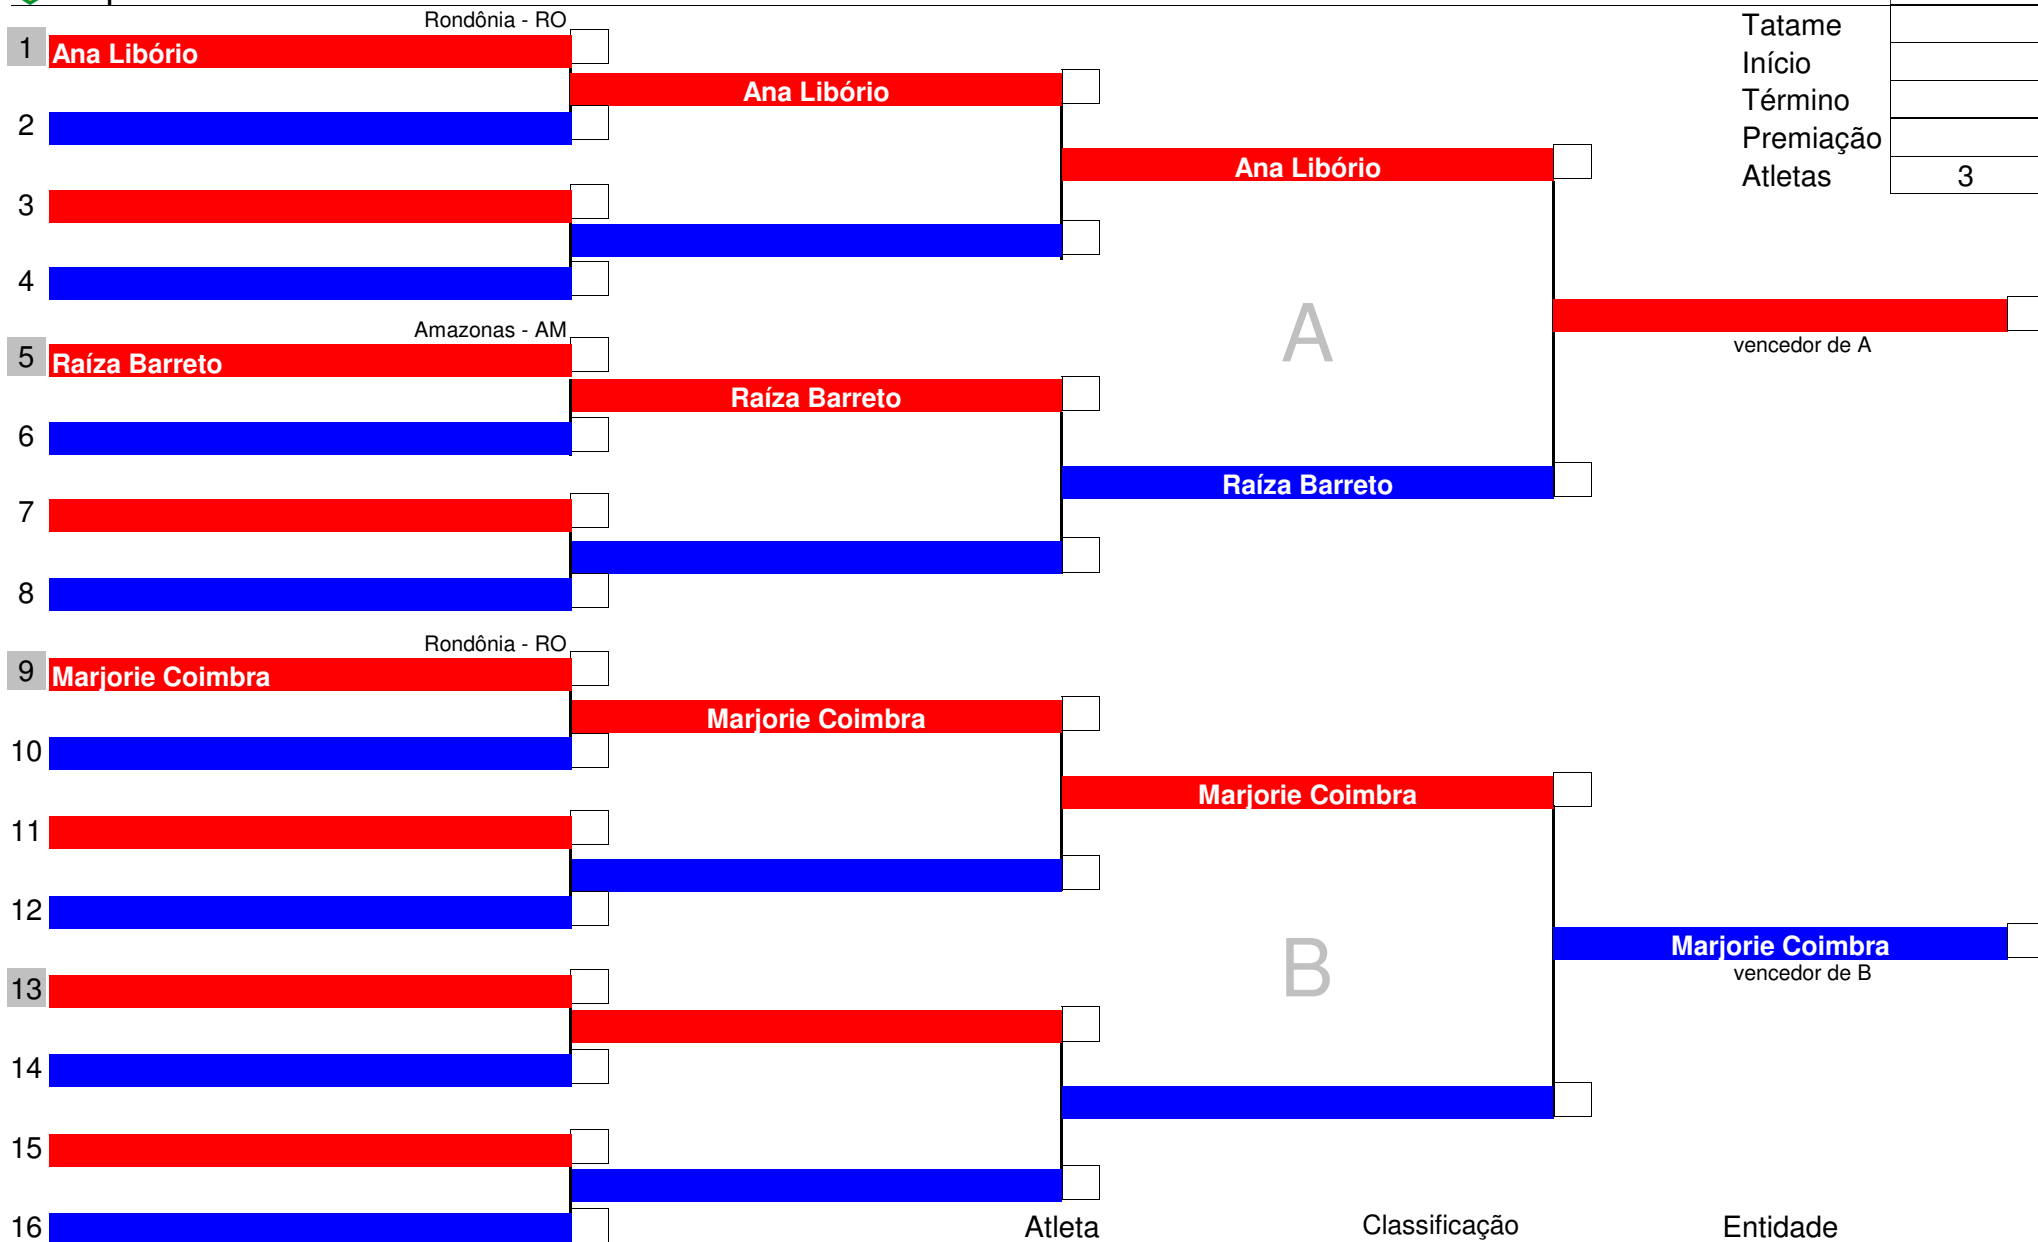 Rondônia - RO
Tatame
1 Ana Libório
Início
Ana Libório
Término
2
Premiação
Ana Libório
Atletas 3
3
4
Amazonas - AM
A
vencedor de A
5 Raíza Barreto
Raíza Barreto
6
Raíza Barreto
7
8
Rondônia - RO
9 Marjorie Coimbra
Marjorie Coimbra
10
Marjorie Coimbra
11
12
Marjorie Coimbra
B
vencedor de B
13
14
15
16
Atleta Classificação Entidade